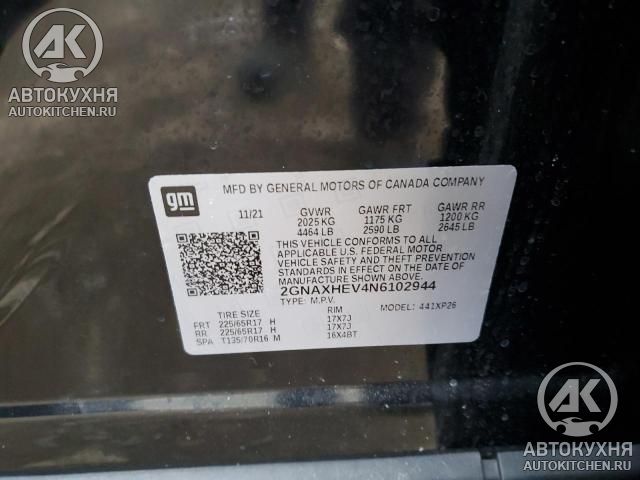 AK
АВТОКУХНЯ
AUTOKITCHEN.RU
gm
MFD BY GENERAL MOTORS OF CANADA COMPANY
11/21 GVWR GAWR FRT GAWR RR
2025 KG 1175 KG 1200 KG
4464 LB 2590 LB 2645 LB
THIS VEHICLE CONFORMS TO ALL
APPLICABLE U.S. FEDERAL MOTOR
VEHICLE SAFETY AND THEFT PREVENTION
STANDARDS IN EFFECT ON THE DATE OF
MANUFACTURE SHOWN ABOVE.
2GNAXHEV4N6102944
TYPE: M.P.V. MODEL: 441XP26
TIRE SIZE RIM
FRT 225/65R17 H 17X7J
RR 225/65R17 H 17X7J
SPA T135/70R16 M 16X4BT
AK
АВТОКУХНЯ
AUTOKITCHEN.RU